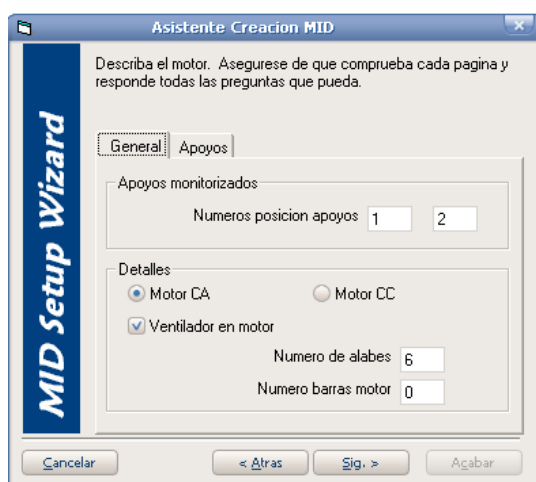 Asistente Creacion MID
MID Setup Wizard
Describa el motor. Asegurese de que comprueba cada pagina y
responde todas las preguntas que pueda.
General Apoyos
Apoyos monitorizados
Numeros posicion apoyos 1 2
Detalles
Motor CA Motor CC
Ventilador en motor
Numero de alabes 6
Numero barras motor 0
Cancelar < Atras Sig. > Acabar